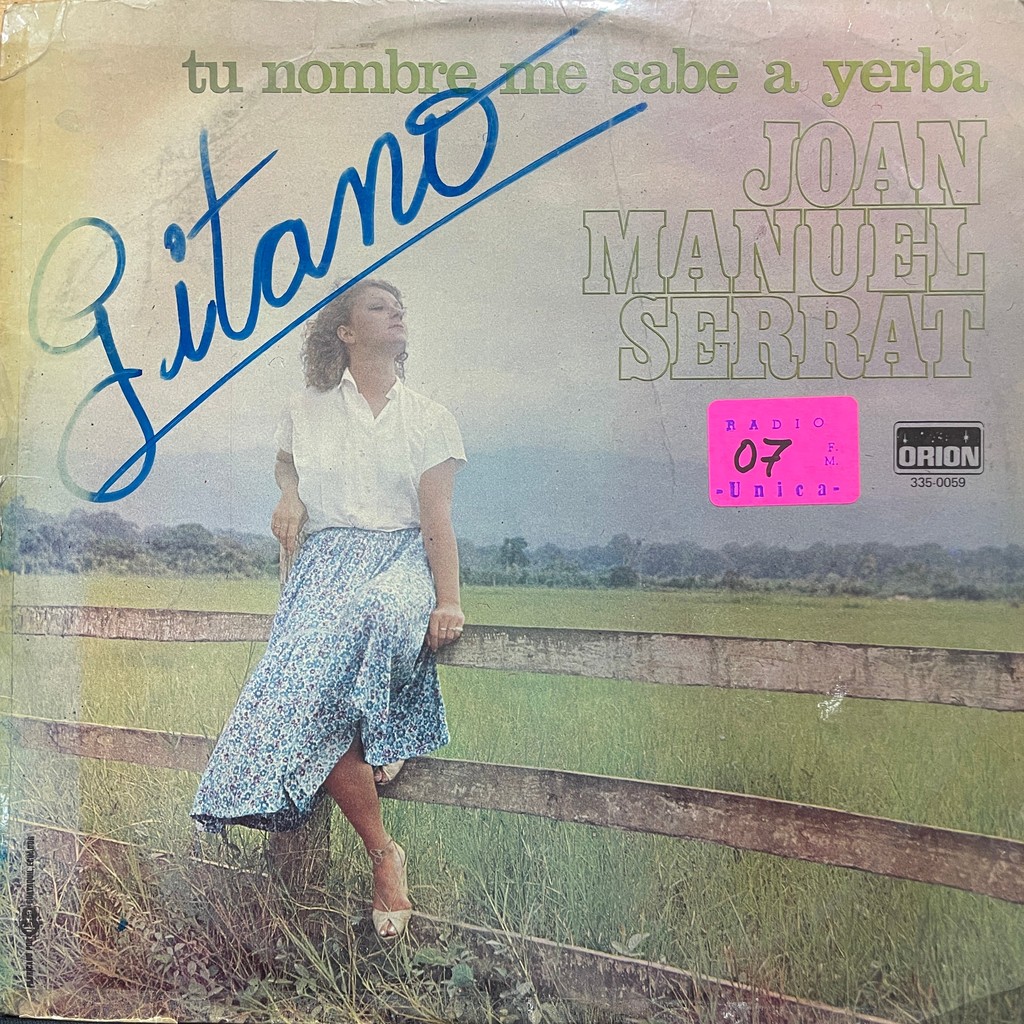 tu nombre me sabe a yerba
JOAN
MANUEL
SERRAT
Gitano
RADIO
07 F.
M.
-Unica-
ORION
335-0059